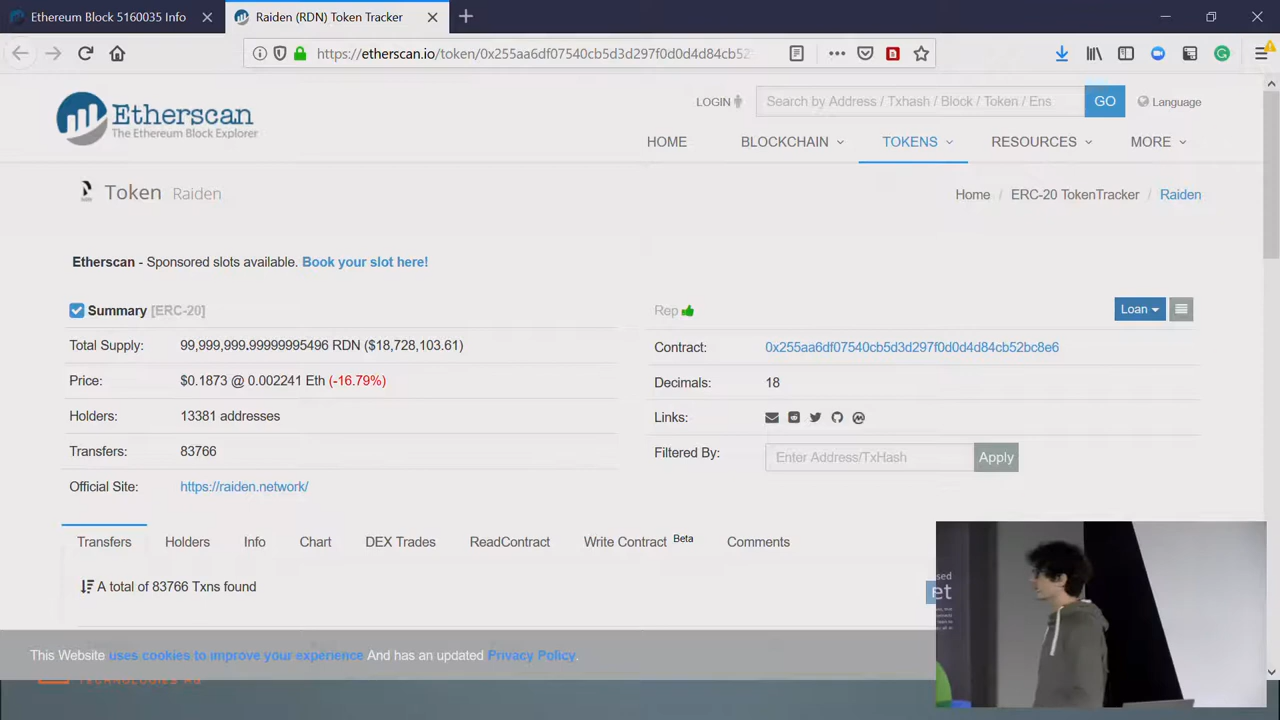 Ethereum Block 5160035 Info
Raiden (RDN) Token Tracker
https://etherscan.io/token/0x255aa6df07540cb5d3d297f0d0d4d84cb52
Etherscan
The Ethereum Block Explorer
LOGIN
Search by Address / Txhash / Block / Token / Ens
GO
Language
HOME
BLOCKCHAIN
TOKENS
RESOURCES
MORE
Token Raiden
Home / ERC-20 TokenTracker / Raiden
Etherscan - Sponsored slots available. Book your slot here!
Summary [ERC-20]
Total Supply: 99,999,999.99999995496 RDN ($18,728,103.61)
Price: $0.1873 @ 0.002241 Eth (-16.79%)
Holders: 13381 addresses
Transfers: 83766
Official Site: https://raiden.network/
Rep
Loan
Contract: 0x255aa6df07540cb5d3d297f0d0d4d84cb52bc8e6
Decimals: 18
Links:
Filtered By: Enter Address/TxHash Apply
Transfers
Holders
Info
Chart
DEX Trades
ReadContract
Write Contract Beta
Comments
A total of 83766 Txns found
sed
et
This Website uses cookies to improve your experience And has an updated Privacy Policy.
TECHNOLOGIES AG